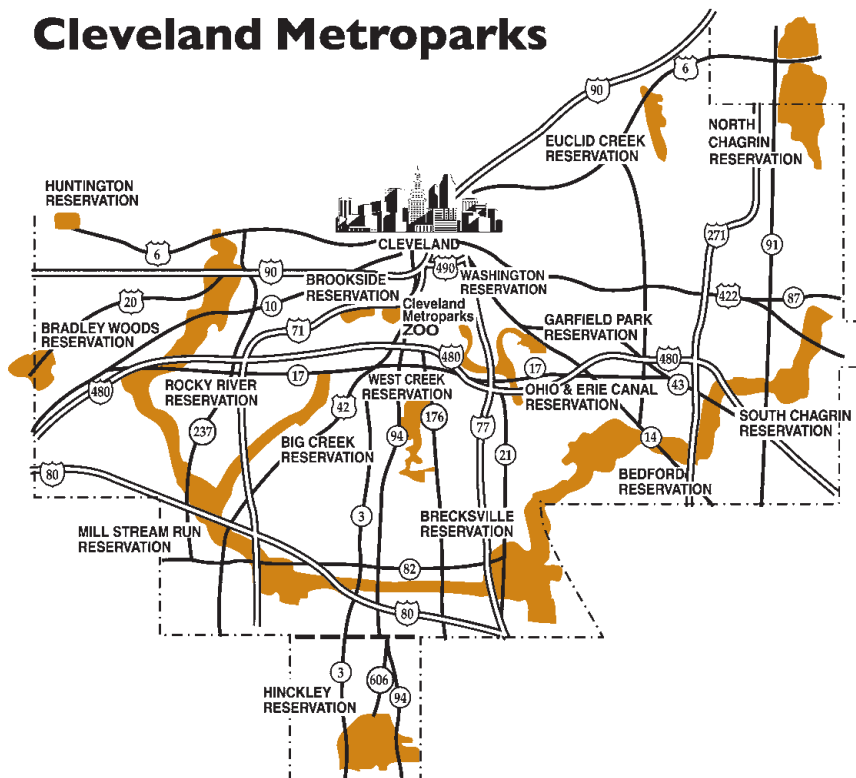 Cleveland Metroparks
6
90
EUCLID CREEK
RESERVATION
NORTH
CHAGRIN
RESERVATION
HUNTINGTON
RESERVATION
271
91
6
CLEVELAND
90
490
BROOKSIDE
RESERVATION
WASHINGTON
RESERVATION
20
10
422
87
Cleveland
Metroparks
ZOO
BRADLEY WOODS
RESERVATION
71
GARFIELD PARK
RESERVATION
480
480
480
17
17
43
ROCKY RIVER
RESERVATION
WEST CREEK
RESERVATION
OHIO & ERIE CANAL
RESERVATION
42
176
SOUTH CHAGRIN
RESERVATION
237
94
77
14
BIG CREEK
RESERVATION
21
80
BEDFORD
RESERVATION
3
BRECKSVILLE
RESERVATION
MILL STREAM RUN
RESERVATION
82
80
3
606
94
HINCKLEY
RESERVATION